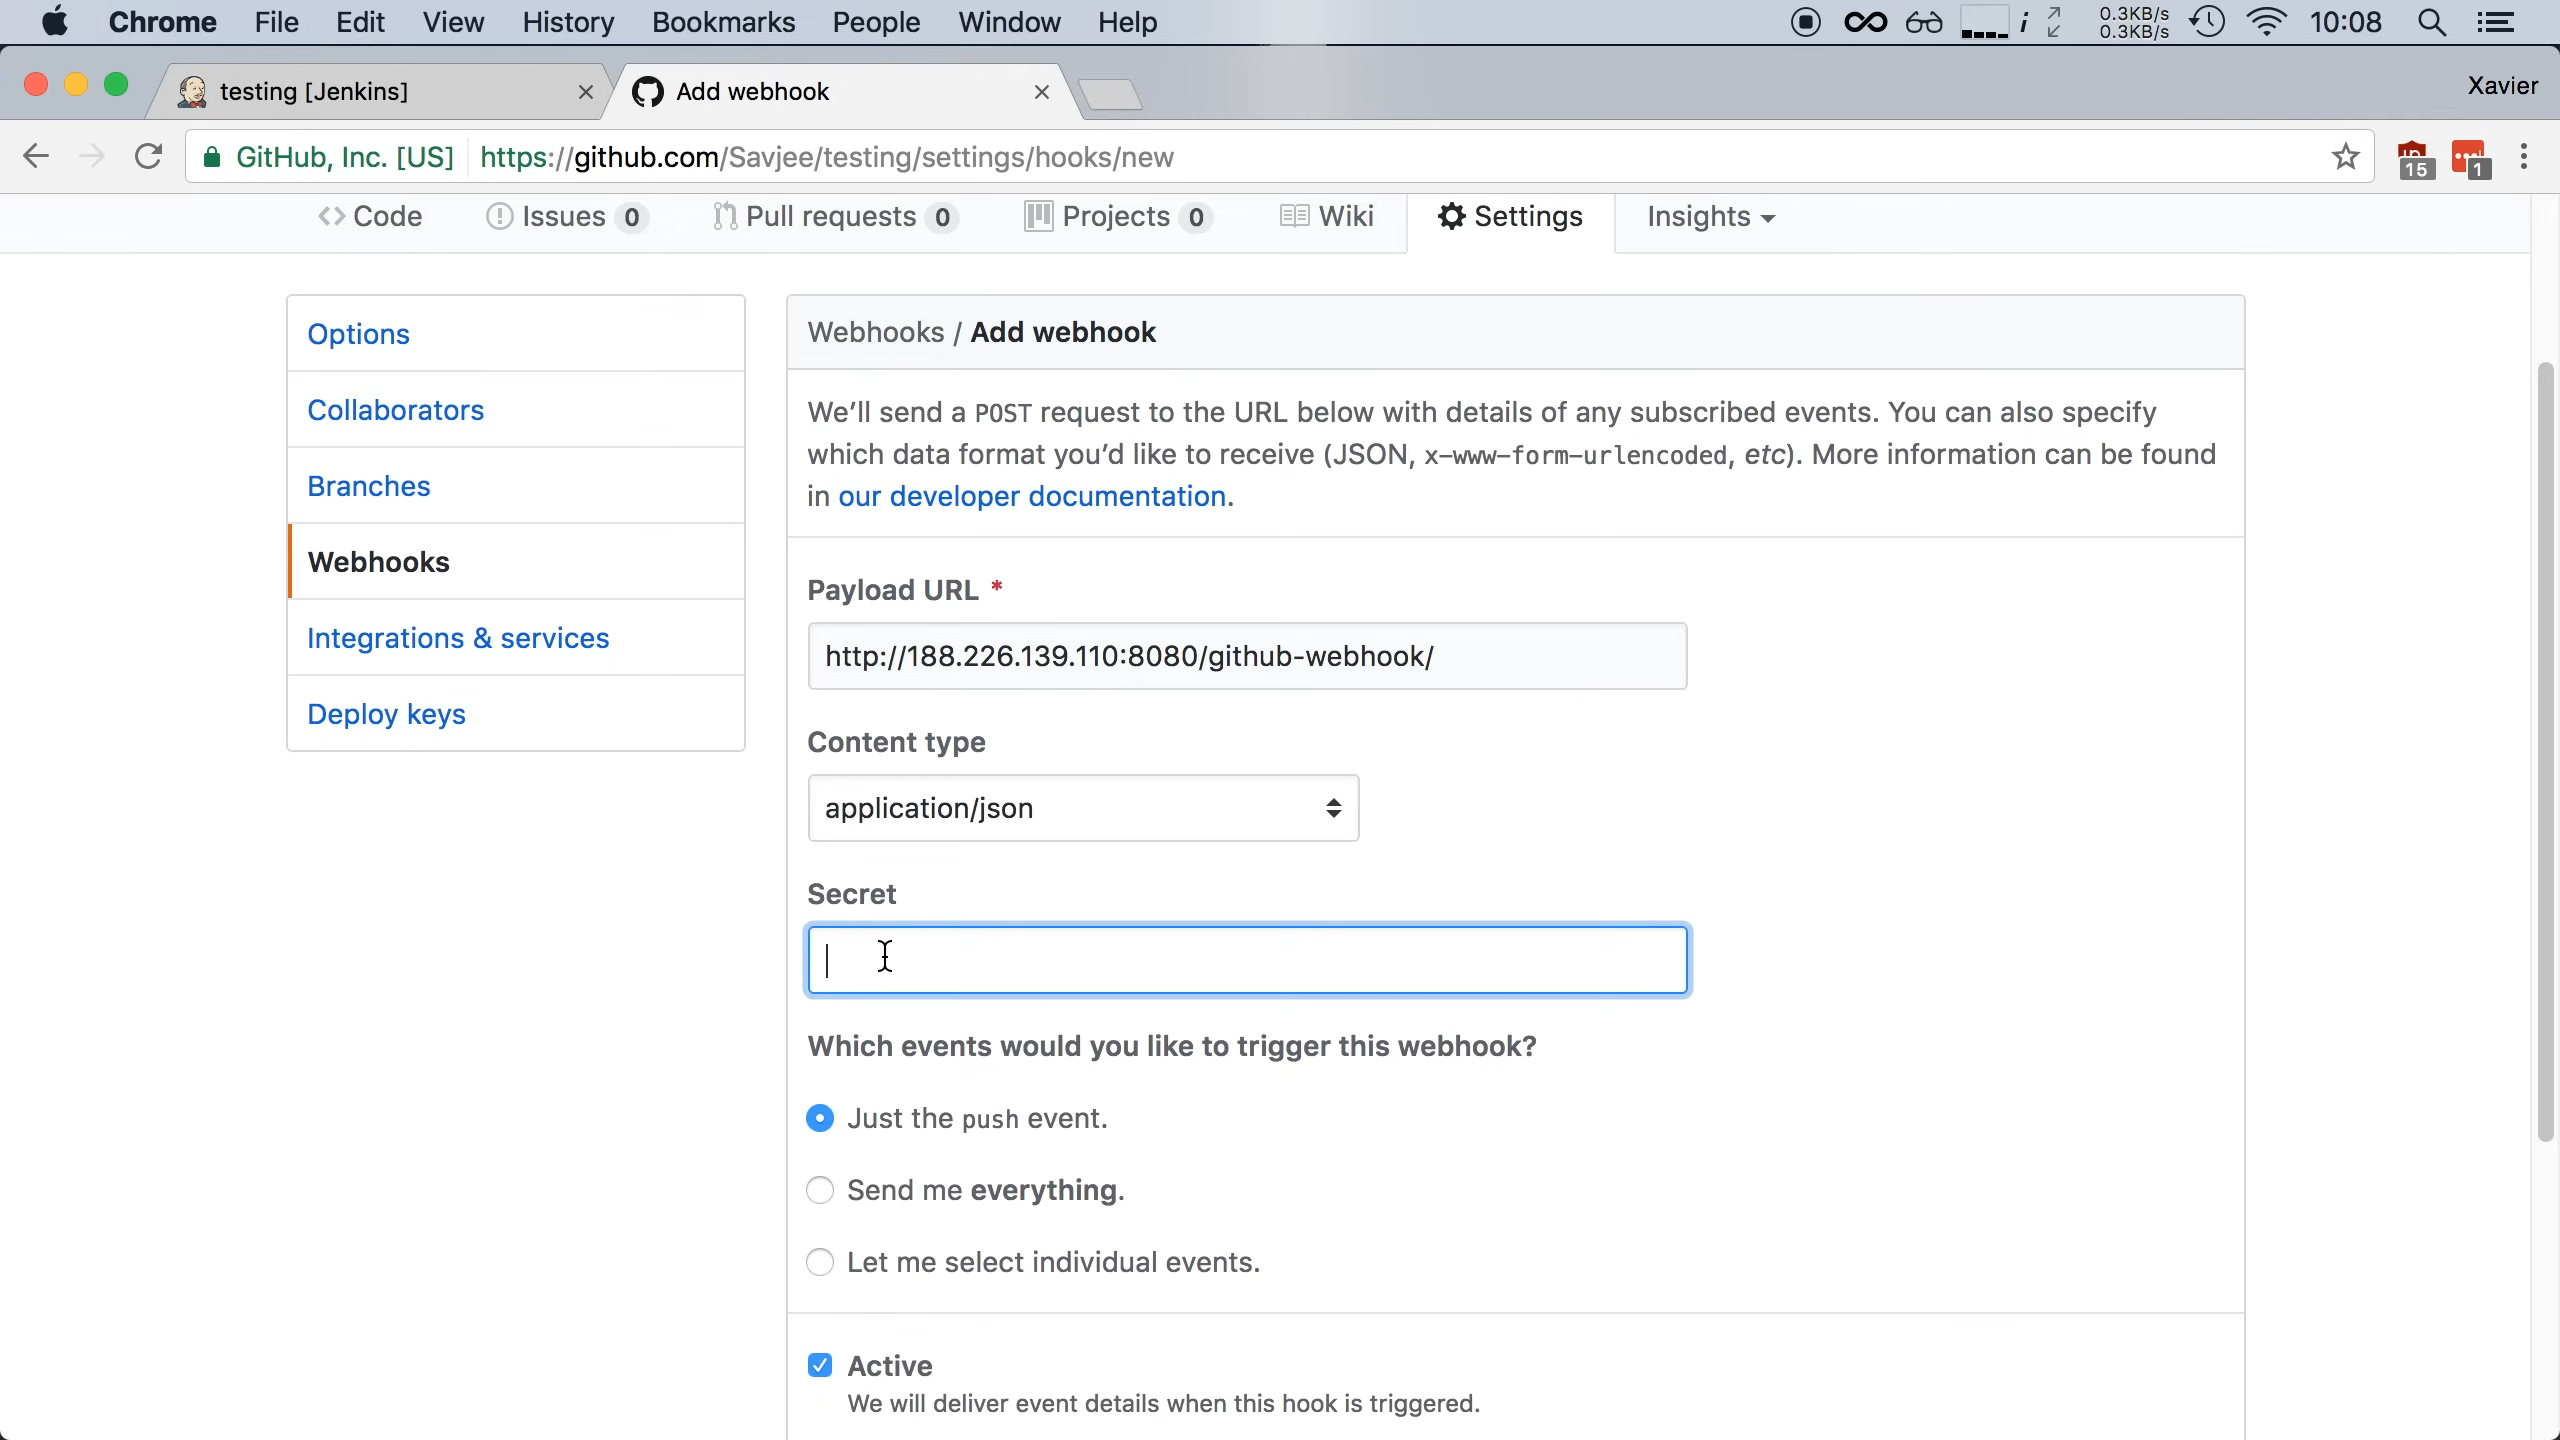 Chrome File Edit View History Bookmarks People Window Help 0.3KB/s 10:08
0.3KB/s
testing [Jenkins] Add webhook Xavier
GitHub, Inc. [US] https://github.com/Savjee/testing/settings/hooks/new 15 1
Code Issues 0 Pull requests 0 Projects 0 Wiki Settings Insights
Options
Collaborators
Branches
Webhooks
Integrations & services
Deploy keys
Webhooks / Add webhook
We’ll send a POST request to the URL below with details of any subscribed events. You can also specify
which data format you’d like to receive (JSON, x-www-form-urlencoded, etc). More information can be found
in our developer documentation.
Payload URL *
http://188.226.139.110:8080/github-webhook/
Content type
application/json
Secret
Which events would you like to trigger this webhook?
Just the push event.
Send me everything.
Let me select individual events.
Active
We will deliver event details when this hook is triggered.